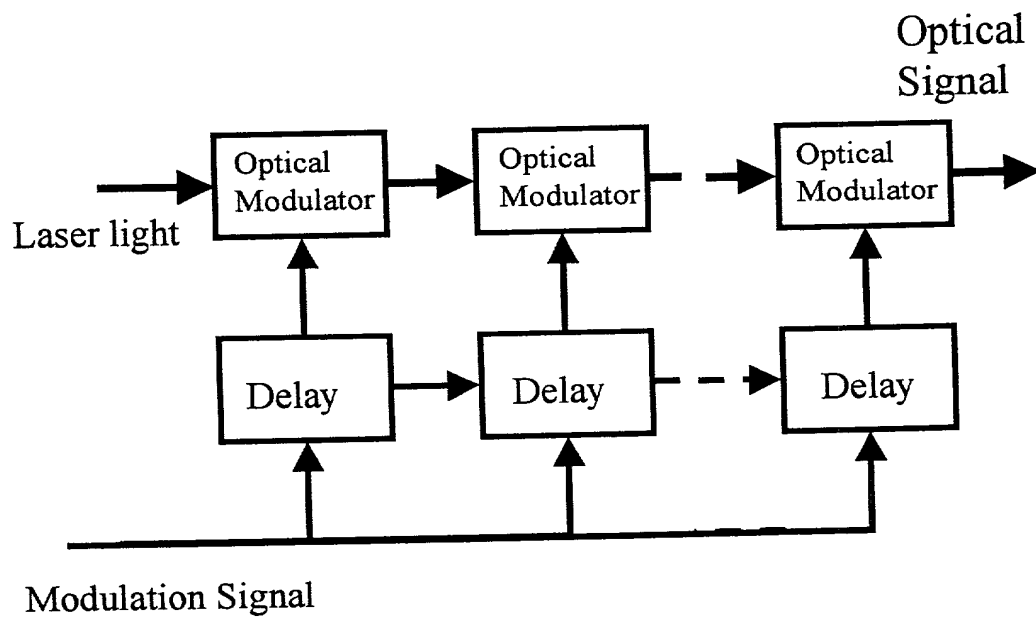 Optical
Signal
Optical
Modulator
Optical
Modulator
Optical
Modulator
Laser light
Delay
Delay
Delay
Modulation Signal